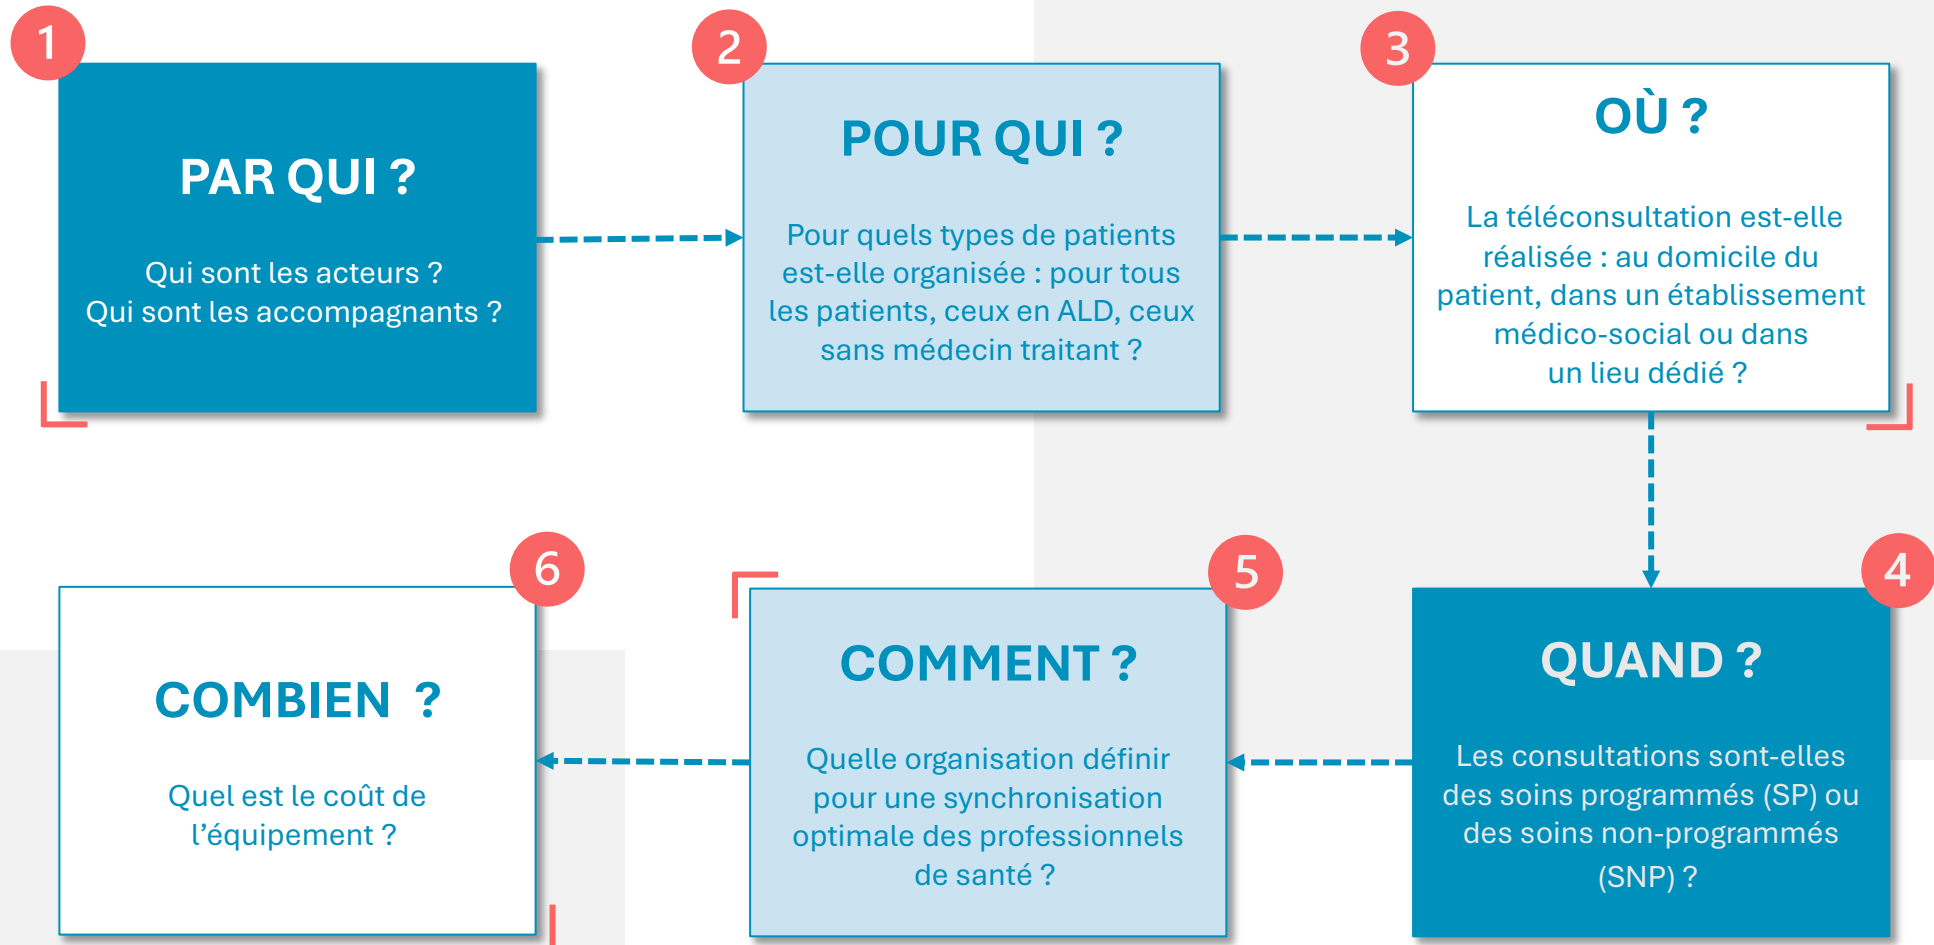 1
PAR QUI ?
Qui sont les acteurs ?
Qui sont les accompagnants ?
2
POUR QUI ?
Pour quels types de patients
est-elle organisée : pour tous
les patients, ceux en ALD, ceux
sans médecin traitant ?
3
OÙ ?
La téléconsultation est-elle
réalisée : au domicile du
patient, dans un établissement
médico-social ou dans
un lieu dédié ?
4
QUAND ?
Les consultations sont-elles
des soins programmés (SP) ou
des soins non-programmés
(SNP) ?
5
COMMENT ?
Quelle organisation définir
pour une synchronisation
optimale des professionnels
de santé ?
6
COMBIEN ?
Quel est le coût de
l’équipement ?